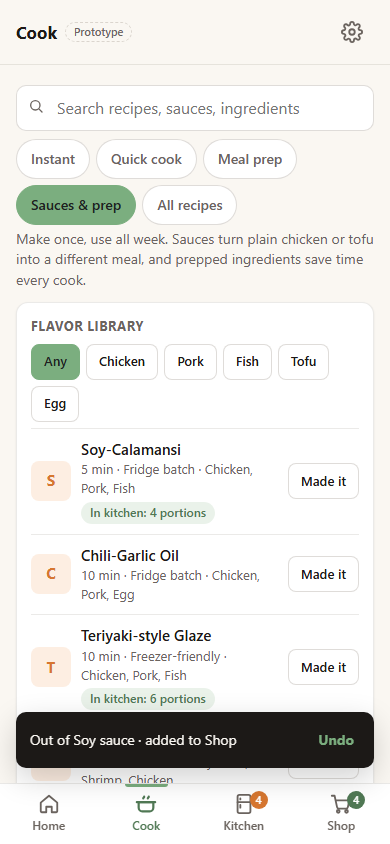 Cook Prototype
Search recipes, sauces, ingredients
Instant Quick cook Meal prep
Sauces & prep All recipes
Make once, use all week. Sauces turn plain chicken or tofu
into a different meal, and prepped ingredients save time
every cook.
FLAVOR LIBRARY
Any Chicken Pork Fish Tofu
Egg
S
Soy-Calamansi
5 min · Fridge batch · Chicken,
Pork, Fish
In kitchen: 4 portions
Made it
C
Chili-Garlic Oil
10 min · Fridge batch · Chicken,
Pork, Egg
Made it
T
Teriyaki-style Glaze
10 min · Freezer-friendly ·
Chicken, Pork, Fish
In kitchen: 6 portions
Made it
Out of Soy sauce · added to Shop Undo
Shrimp, Chicken
4 4
Home Cook Kitchen Shop